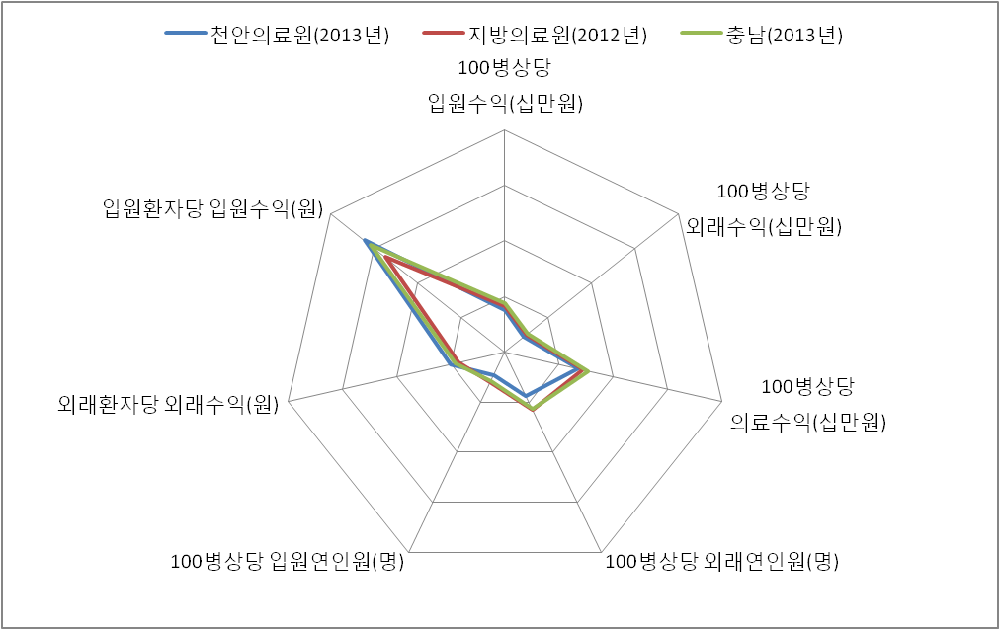 천안의료원(2013년) 지방의료원(2012년) 충남(2013년)
100병상당
입원수익(십만원)
100병상당
외래수익(십만원)
입원환자당 입원수익(원)
100병상당
의료수익(십만원)
외래환자당 외래수익(원)
100병상당 입원연인원(명)
100병상당 외래연인원(명)